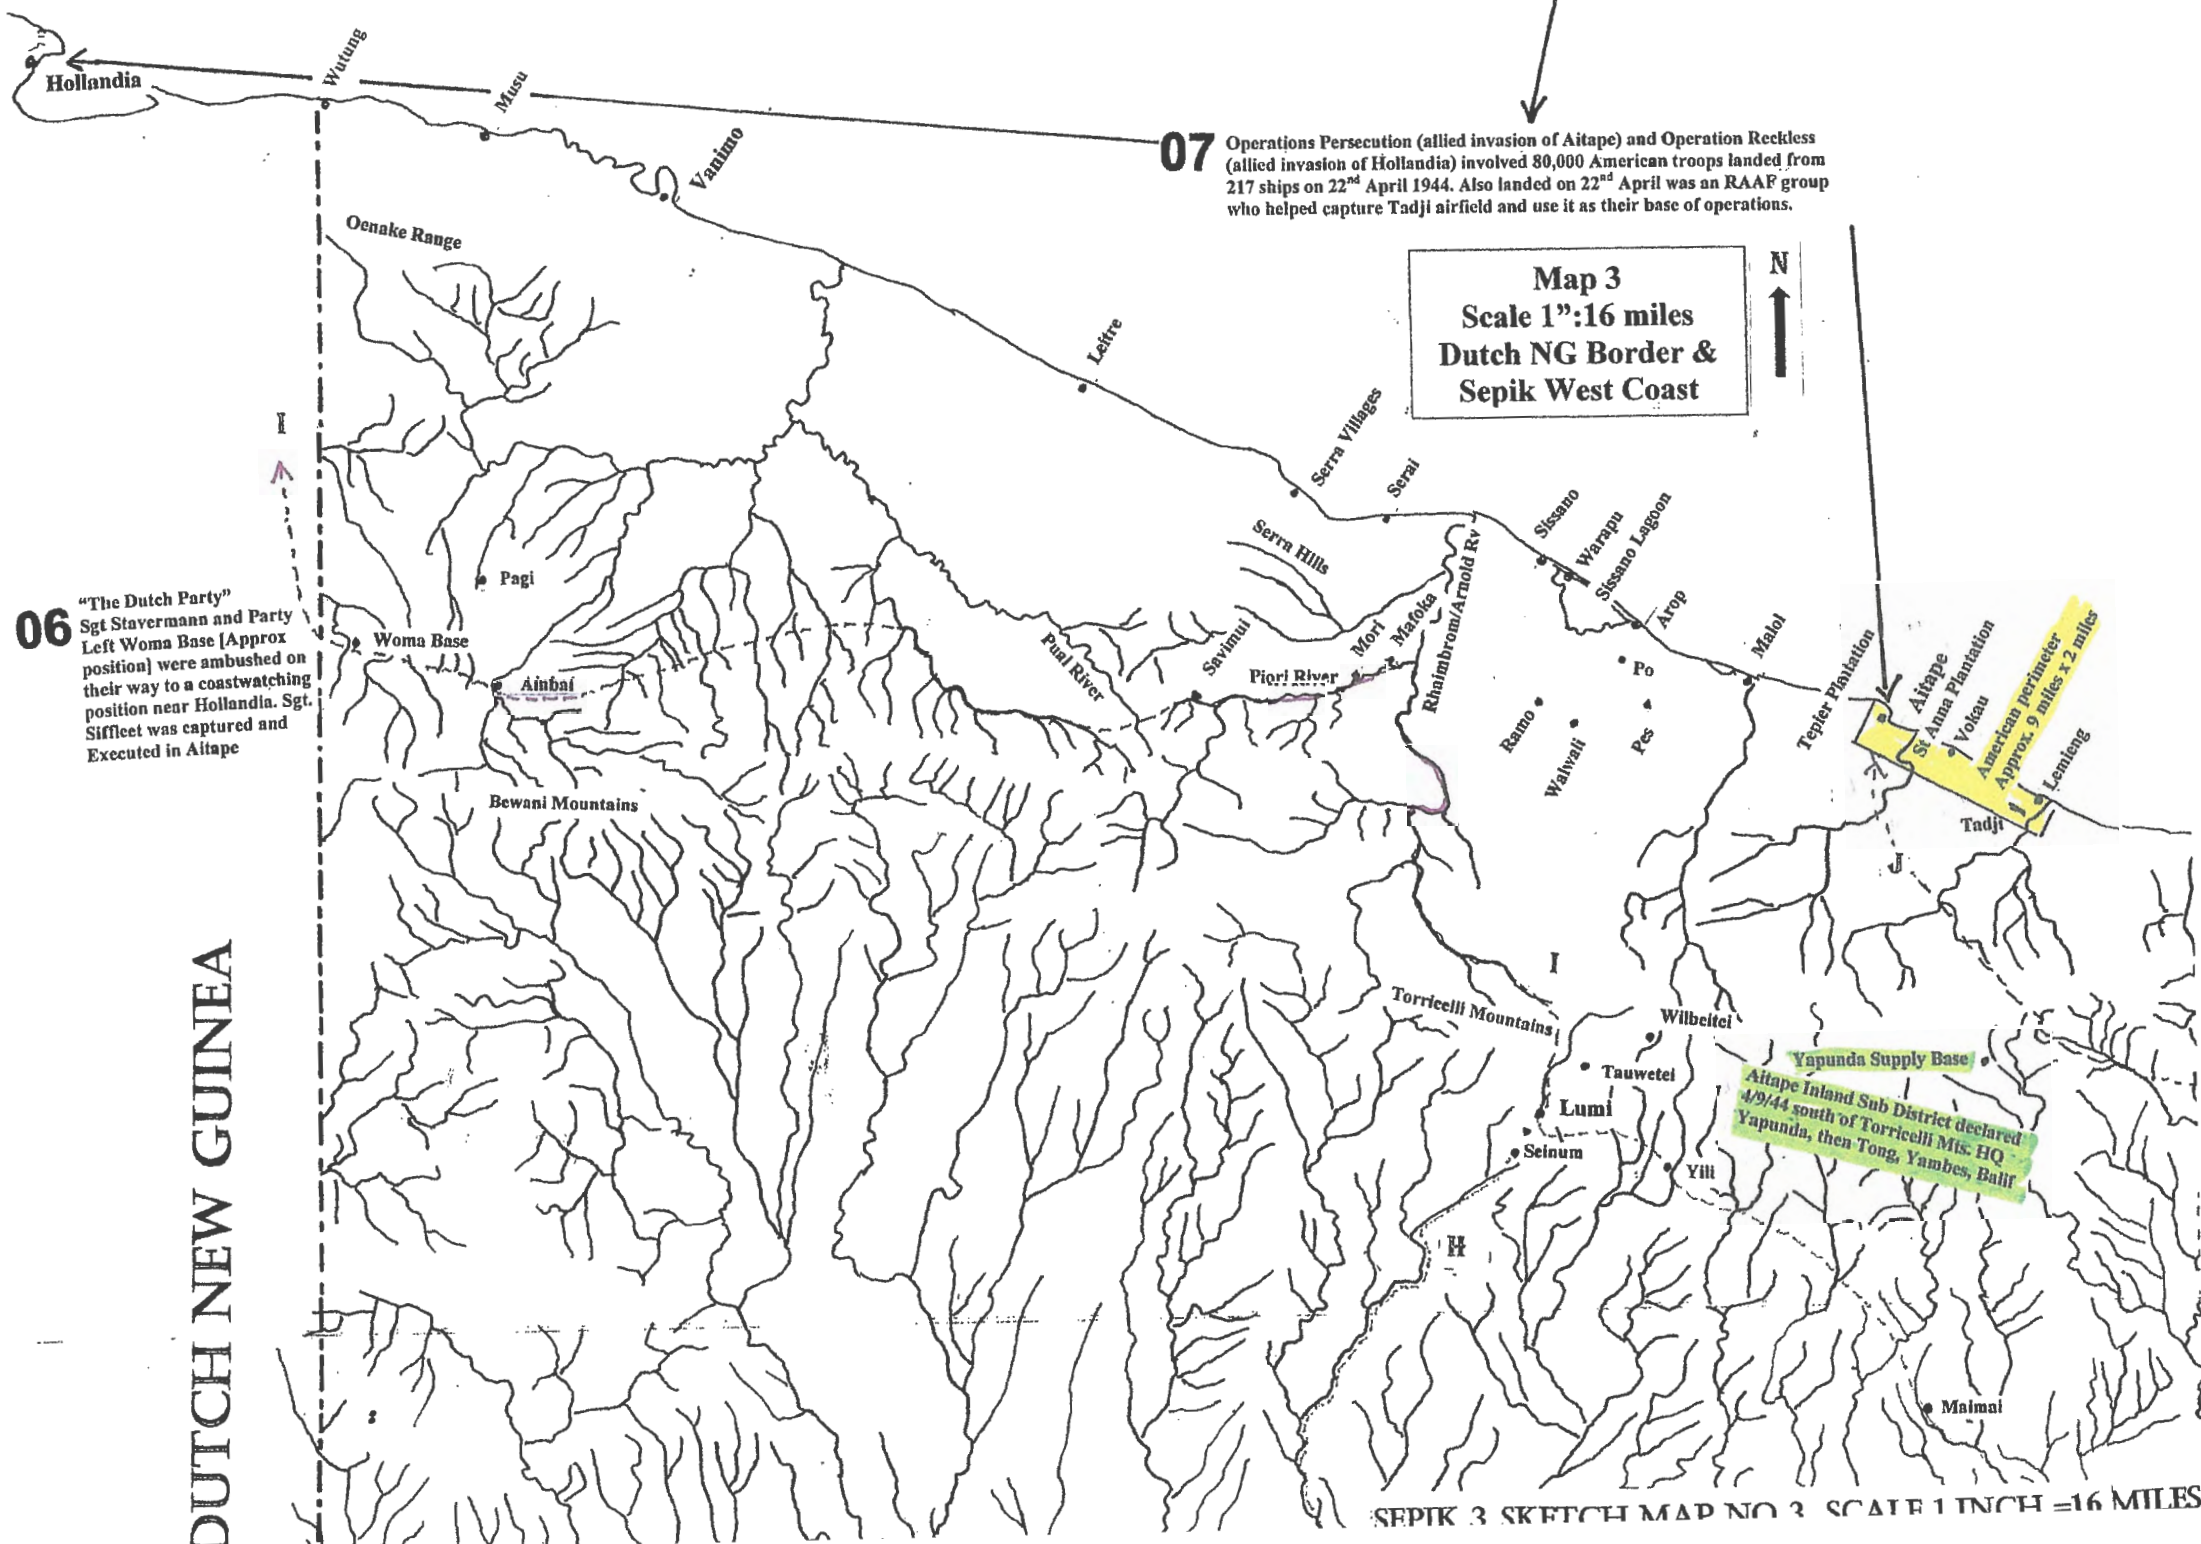 Hollandia
Wutung
Musu
Vanimo
07
Operations Persecution (allied invasion of Aitape) and Operation Reckless
(allied invasion of Hollandia) involved 80,000 American troops landed from
217 ships on 22nd April 1944. Also landed on 22nd April was an RAAF group
who helped capture Tadji airfield and use it as their base of operations.
Oenake Range
Map 3
Scale 1”:16 miles
Dutch NG Border &
Sepik West Coast
N
Leitre
I
Serra Villages
Serai
Serra Hills
Sissano
Warapu
Sissano Lagoon
Arop
Malol
Pagi
06
“The Dutch Party”
Sgt Stavermann and Party
Left Woma Base [Approx
position] were ambushed on
their way to a coastwatching
position near Hollandia. Sgt.
Siffleet was captured and
Executed in Aitape
Woma Base
Ainbai
Pual River
Savimui
Piori River
Mori
Mafoka
Rhaimbrom/Arnold Rv
Po
Ramo
Walwali
Pes
Tepier Plantation
Aitape
St Anna Plantation
Vokau
American perimeter
Approx. 9 miles x 2 miles
Lemieng
Tadji
J
Bewani Mountains
DUTCH NEW GUINEA
I
Torricelli Mountains
Wilbeitei
Tauwetei
Lumi
Seinum
Yili
Yapunda Supply Base
Aitape Inland Sub District declared
4/9/44 south of Torricelli Mts. HQ
Yapunda, then Tong, Yambes, Balif
H
Maimai
SEPIK 3 SKETCH MAP NO 3 SCALE 1 INCH =16 MILES